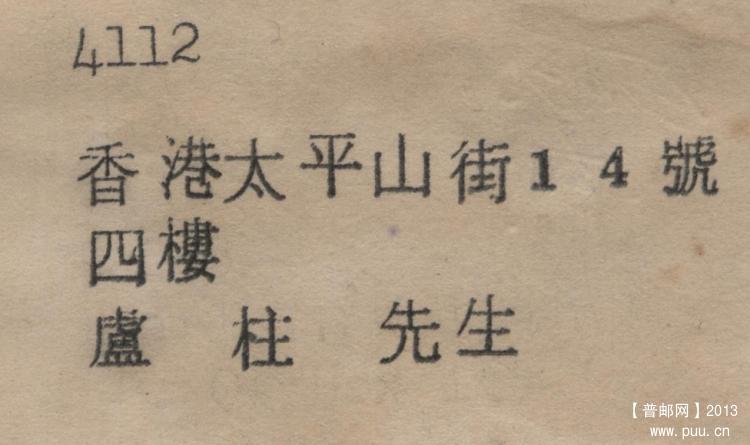 4112
香港太平山街14號
四樓
盧 柱 先生
【普邮网】2013
www.puu.cn